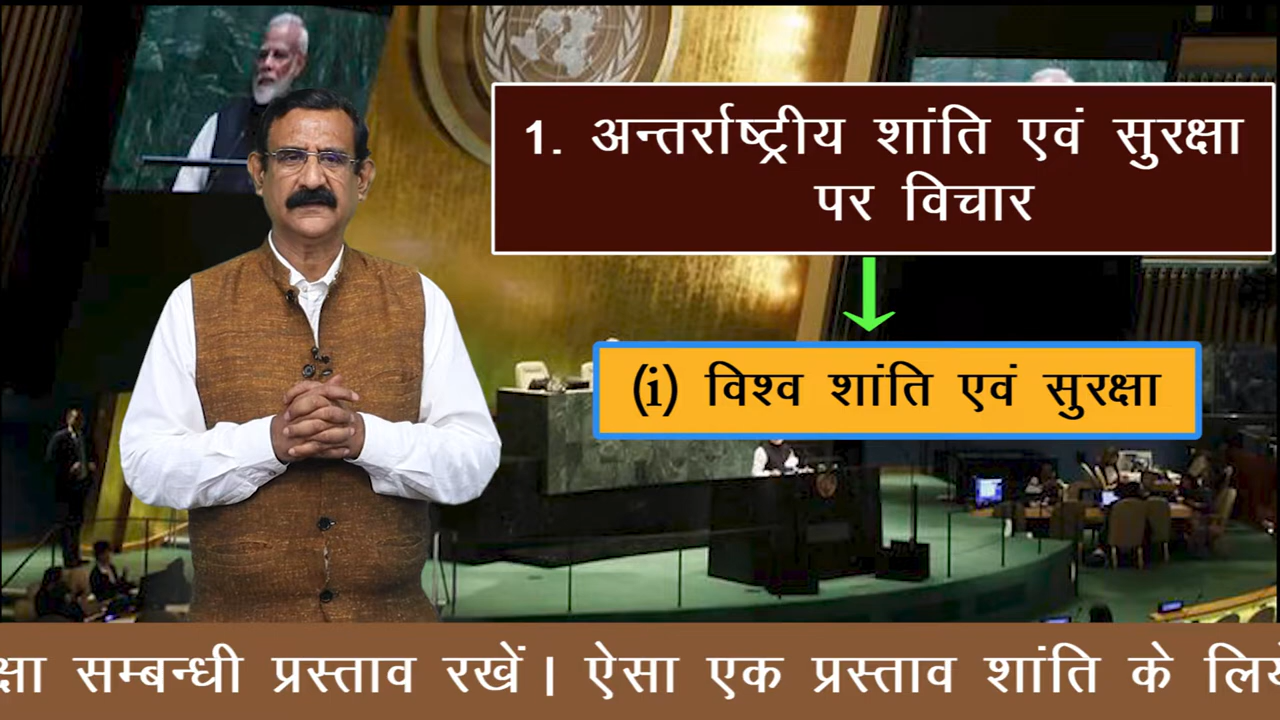 1. अन्तर्राष्ट्रीय शांति एवं सुरक्षा
पर विचार
(i) विश्व शांति एवं सुरक्षा
क्षा सम्बन्धी प्रस्ताव रखें। ऐसा एक प्रस्ताव शांति के लिये